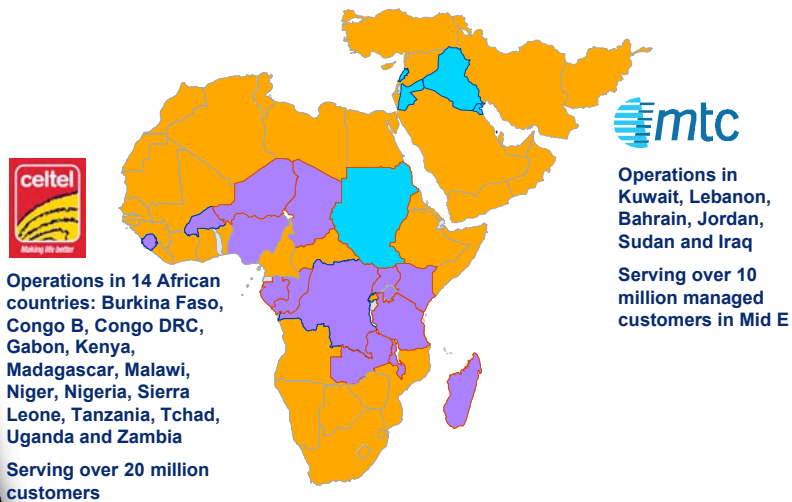 celtel
Making life better
Operations in 14 African
countries: Burkina Faso,
Congo B, Congo DRC,
Gabon, Kenya,
Madagascar, Malawi,
Niger, Nigeria, Sierra
Leone, Tanzania, Tchad,
Uganda and Zambia
Serving over 20 million
customers
mtc
Operations in
Kuwait, Lebanon,
Bahrain, Jordan,
Sudan and Iraq
Serving over 10
million managed
customers in Mid E